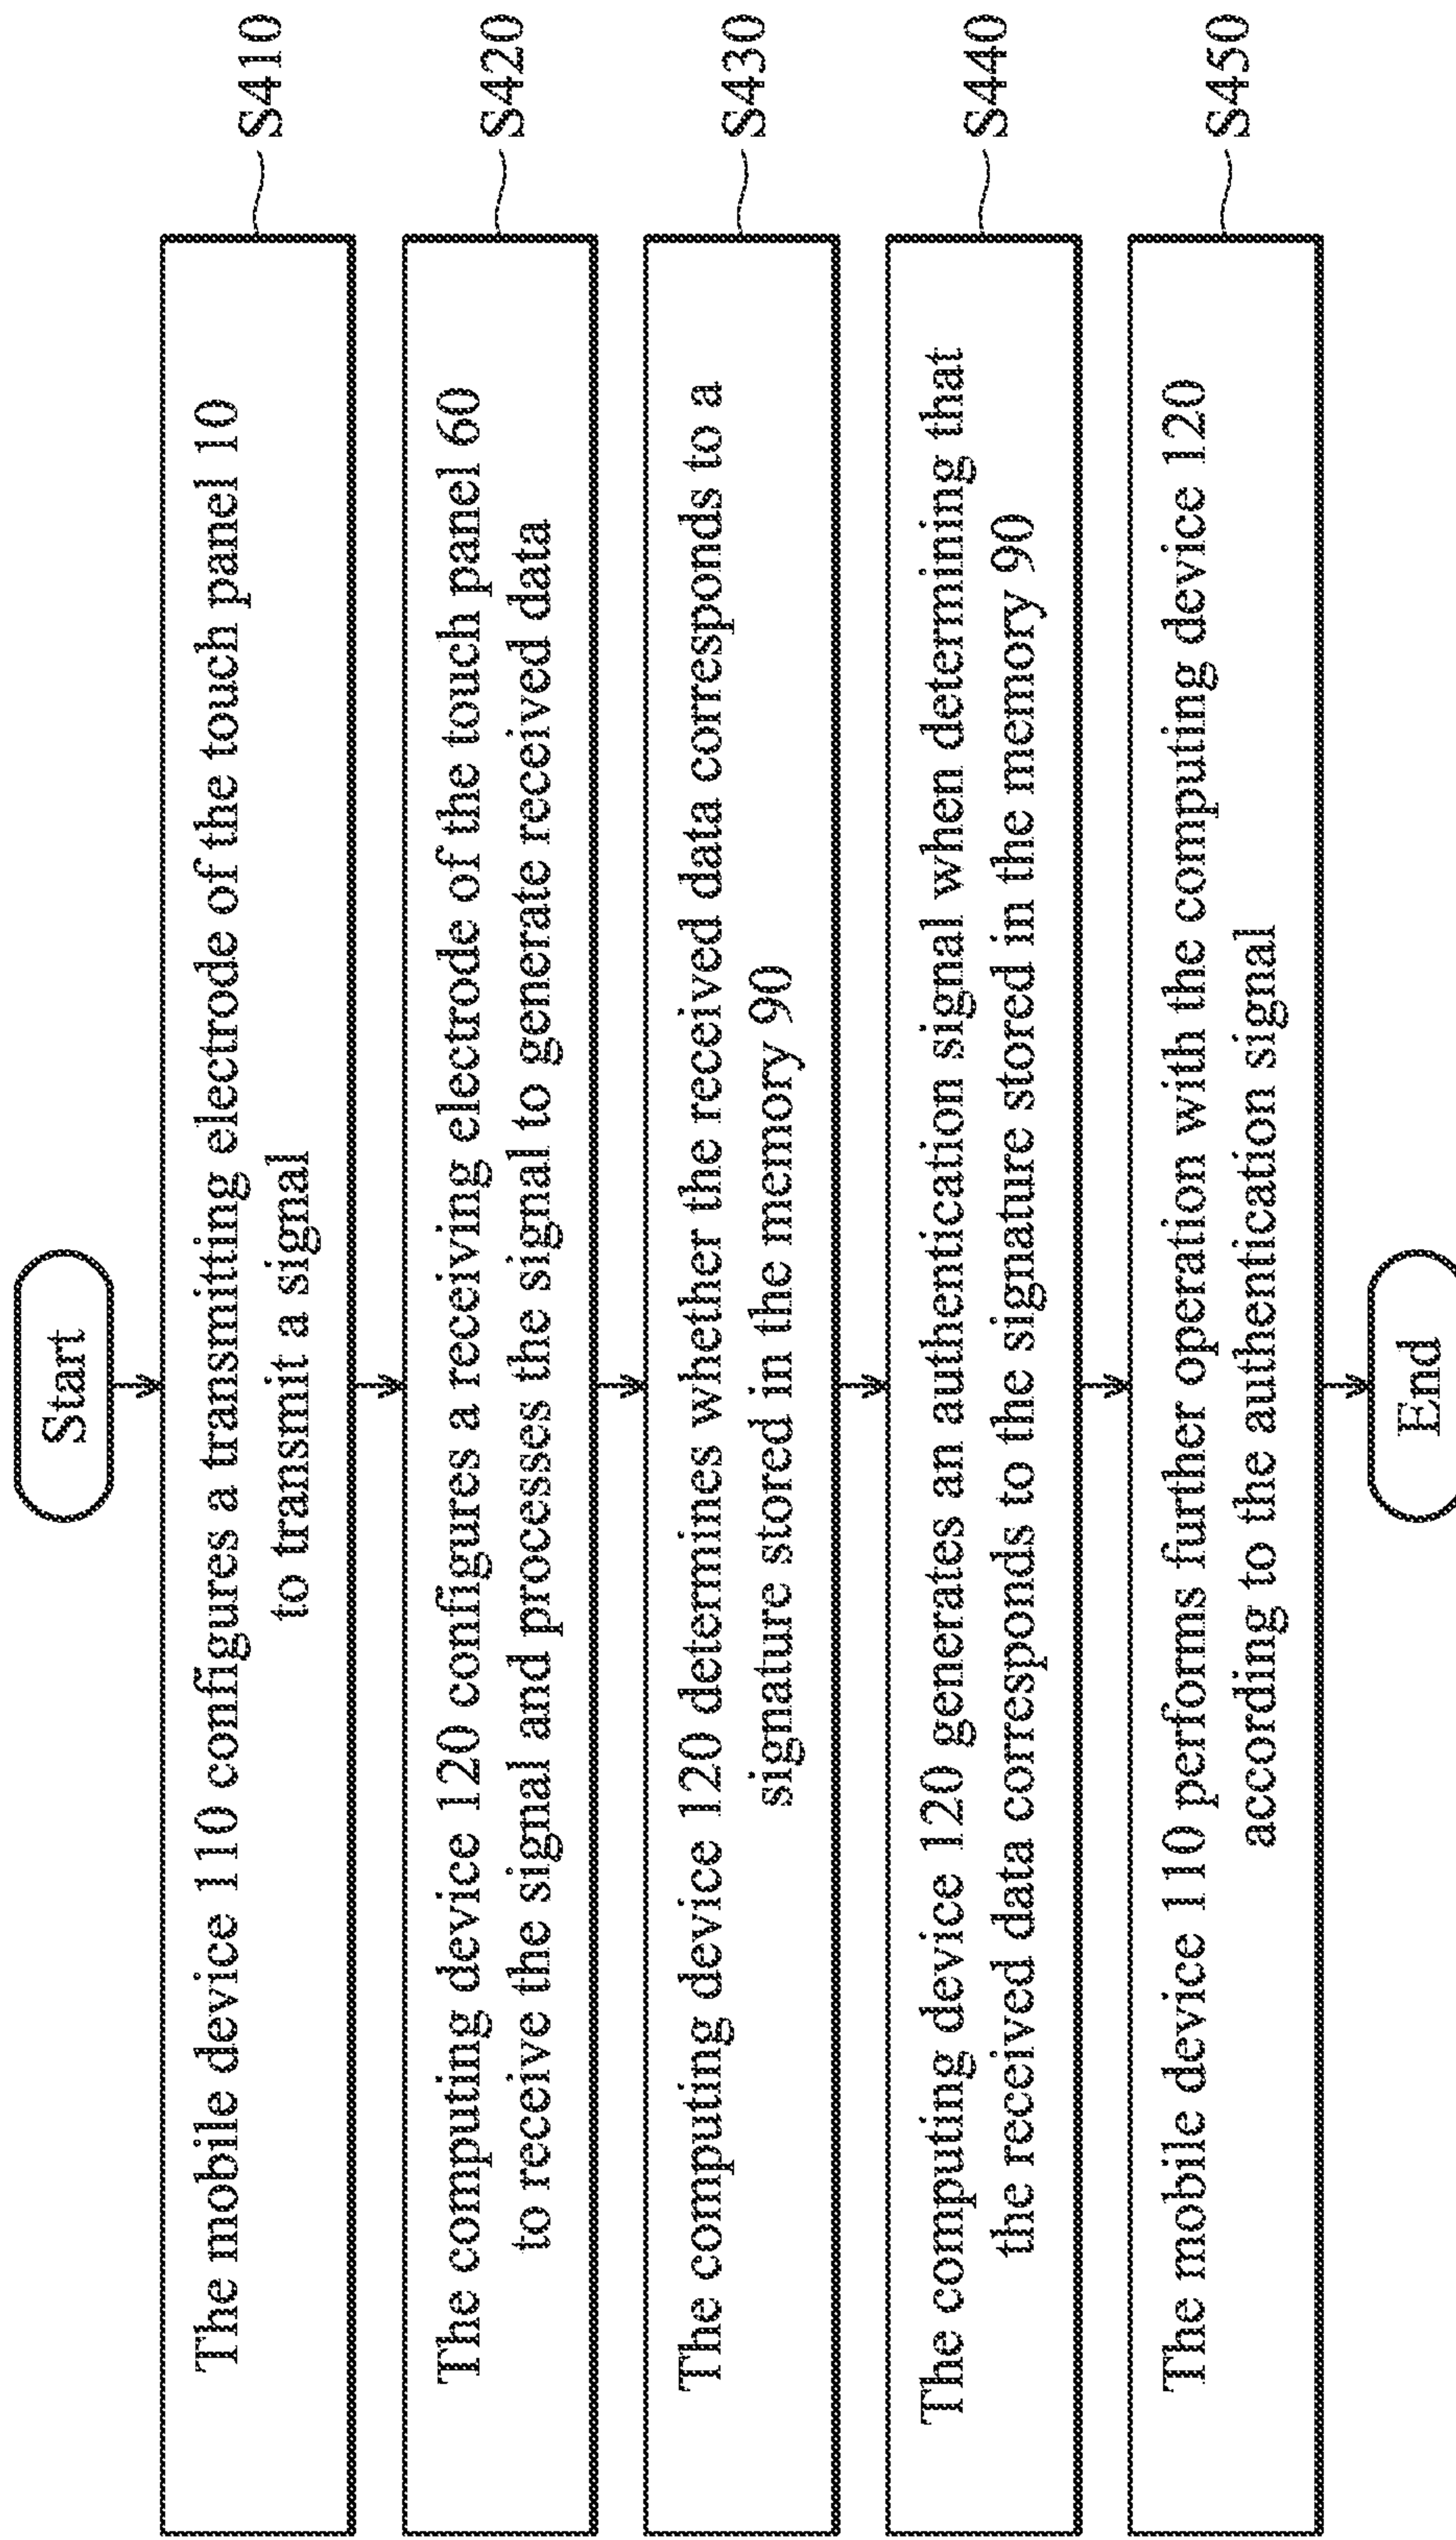 Start
The mobile device 110 configures a transmitting electrode of the touch panel 10
to transmit a signal
S410
The computing device 120 configures a receiving electrode of the touch panel 60
to receive the signal and processes the signal to generate received data
S420
The computing device 120 determines whether the received data corresponds to a
signature stored in the memory 90
S430
The computing device 120 generates an authentication signal when determining that
the received data corresponds to the signature stored in the memory 90
S440
The mobile device 110 performs further operation with the computing device 120
according to the authentication signal
S450
End